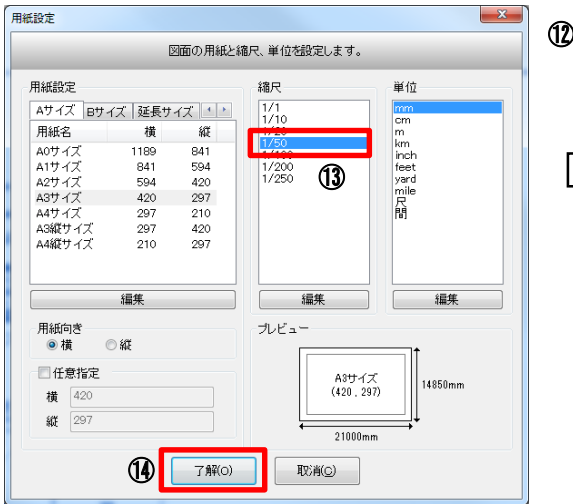 用紙設定
⑫
図面の用紙と縮尺、単位を設定します。
用紙設定
Aサイズ Bサイズ 延長サイズ
用紙名 横 縦
A0サイズ 1189 841
A1サイズ 841 594
A2サイズ 594 420
A3サイズ 420 297
A4サイズ 297 210
A3縦サイズ 297 420
A4縦サイズ 210 297
編集
縮尺
1/1
1/10
1/50
1/200
1/250
⑬
編集
単位
mm
cm
m
km
inch
feet
yard
mile
尺
間
編集
用紙向き
横 縦
任意指定
横 420
縦 297
プレビュー
A3サイズ
(420 , 297)
14850mm
21000mm
⑭
了解(O)
取消(C)